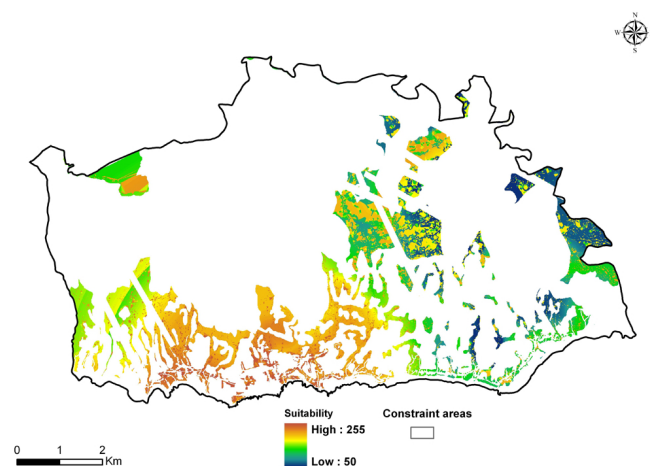 N
W E
S
Suitability
High : 255
Low : 50
Constraint areas
0 1 2
Km